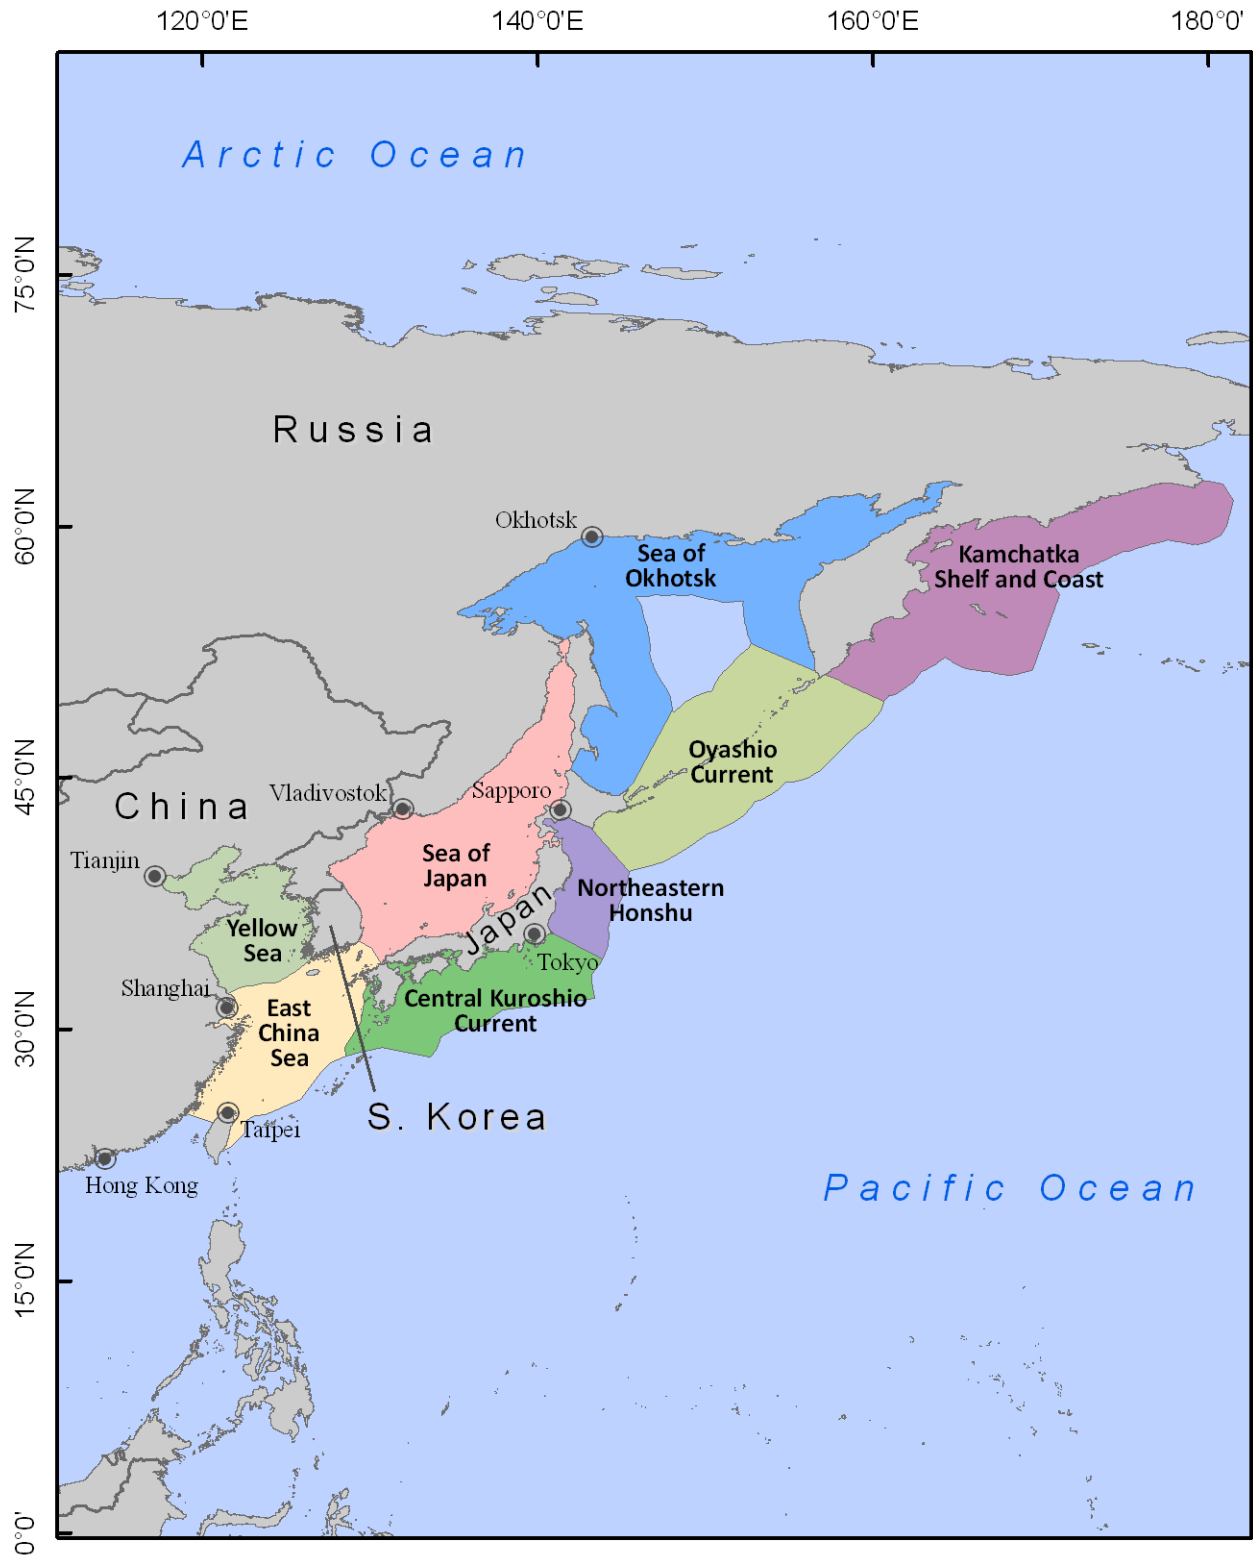 120°0'E 140°0'E 160°0'E 180°0'
Arctic Ocean
75°0'N
Russia
60°0'N
Okhotsk
Sea of
Okhotsk
Kamchatka
Shelf and Coast
Oyashio
Current
45°0'N
China
Vladivostok
Sapporo
Tianjin
Sea of
Japan
Northeastern
Honshu
Japan
Yellow
Sea
Tokyo
Shanghai
Central Kuroshio
Current
East
China
Sea
30°0'N
S. Korea
Taipei
Hong Kong
Pacific Ocean
15°0'N
0°0'